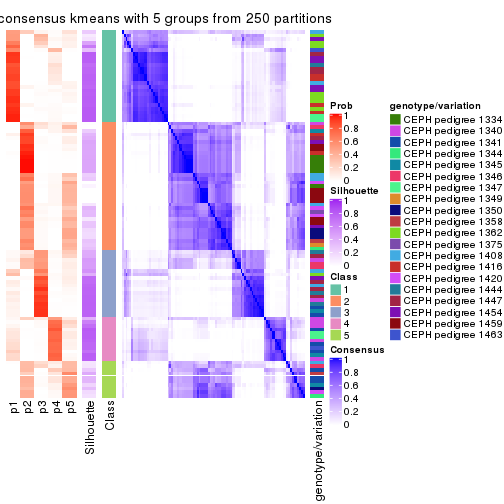 consensus kmeans with 5 groups from 250 partitions
Prob
1
0.8
0.6
0.4
0.2
0
Silhouette
1
0.8
0.6
0.4
0.2
0
Class
1
2
3
4
5
Consensus
1
0.8
0.6
0.4
0.2
0
genotype/variation
CEPH pedigree 1334
CEPH pedigree 1340
CEPH pedigree 1341
CEPH pedigree 1344
CEPH pedigree 1345
CEPH pedigree 1346
CEPH pedigree 1347
CEPH pedigree 1349
CEPH pedigree 1350
CEPH pedigree 1358
CEPH pedigree 1362
CEPH pedigree 1375
CEPH pedigree 1408
CEPH pedigree 1416
CEPH pedigree 1420
CEPH pedigree 1444
CEPH pedigree 1447
CEPH pedigree 1454
CEPH pedigree 1459
CEPH pedigree 1463
p1
p2
p3
p4
p5
Silhouette
Class
genotype/variation